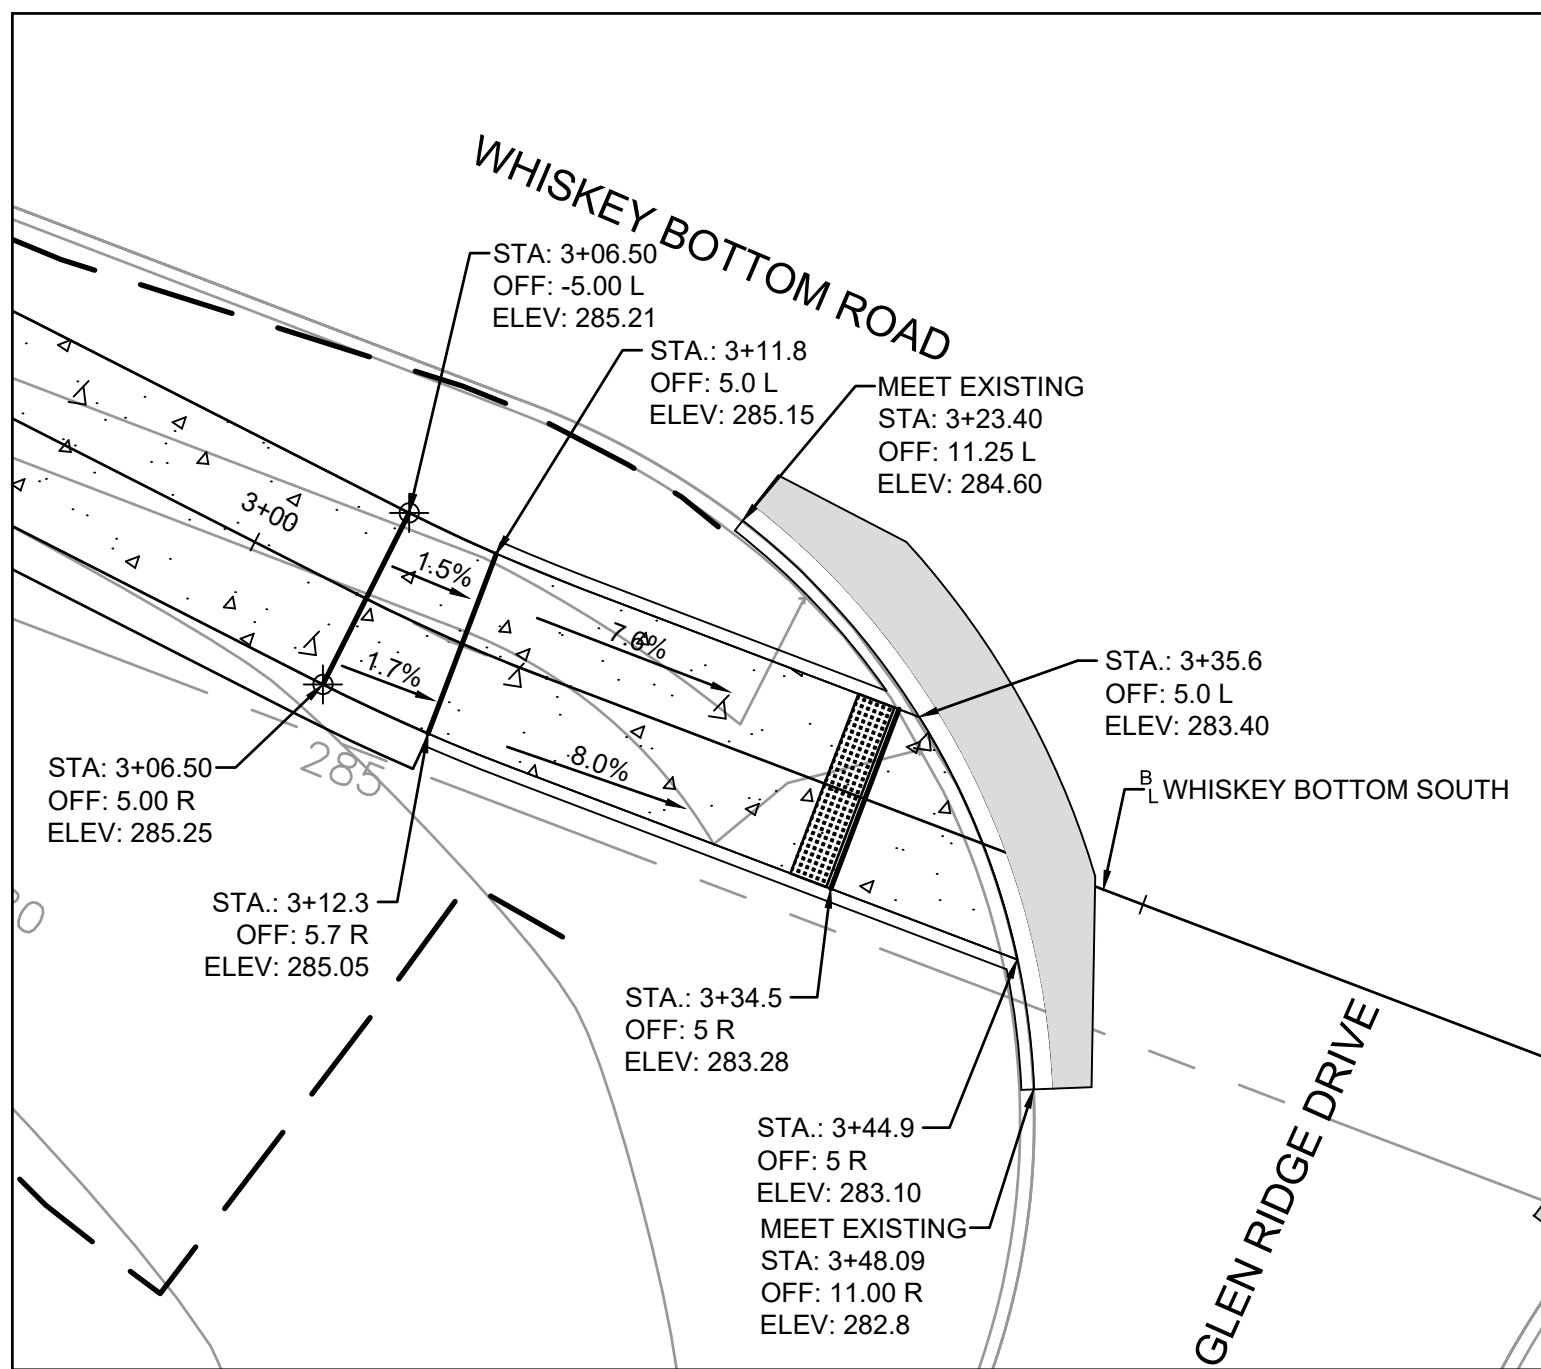 WHISKEY BOTTOM ROAD
STA: 3+06.50
OFF: -5.00 L
ELEV: 285.21
STA.: 3+11.8
OFF: 5.0 L
ELEV: 285.15
MEET EXISTING
STA: 3+23.40
OFF: 11.25 L
ELEV: 284.60
3+00
1.5%
1.7%
7.6%
8.0%
STA.: 3+35.6
OFF: 5.0 L
ELEV: 283.40
285
STA: 3+06.50
OFF: 5.00 R
ELEV: 285.25
BL WHISKEY BOTTOM SOUTH
STA.: 3+12.3
OFF: 5.7 R
ELEV: 285.05
STA.: 3+34.5
OFF: 5 R
ELEV: 283.28
STA.: 3+44.9
OFF: 5 R
ELEV: 283.10
MEET EXISTING
STA: 3+48.09
OFF: 11.00 R
ELEV: 282.8
GLEN RIDGE DRIVE